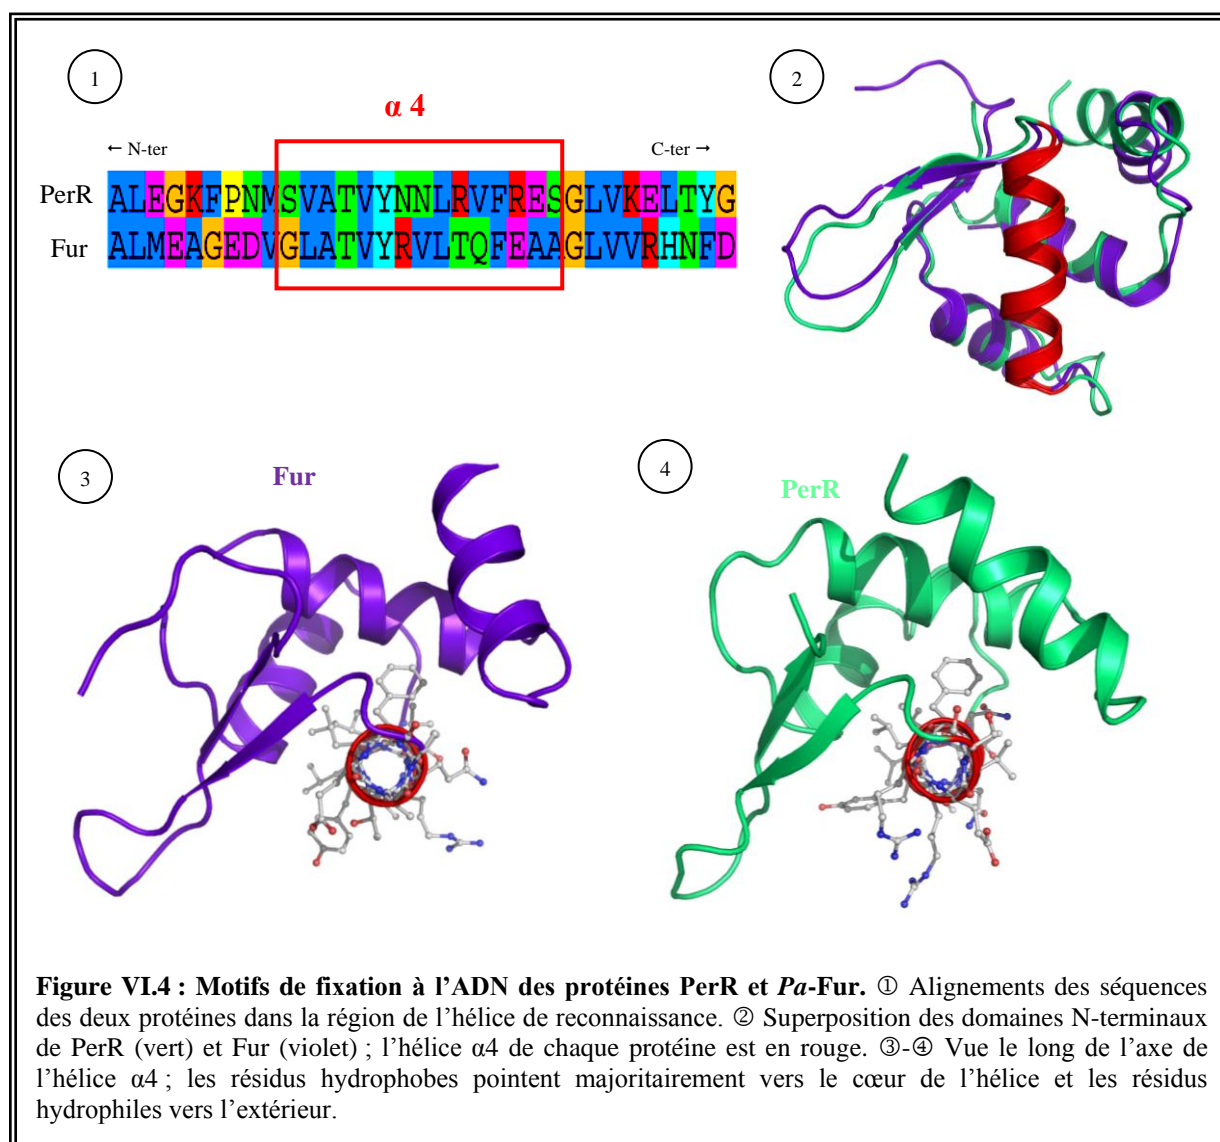 1
2
α 4
← N-ter
C-ter →
PerR ALEGKFPNMSVATVYNNLRVFRESGLVKELTYG
Fur ALMEAGEDVGLATVYRVLTQFEAAGLVVRHNFD
3
Fur
4
PerR
Figure VI.4 : Motifs de fixation à l’ADN des protéines PerR et Pa-Fur. ① Alignements des séquences
des deux protéines dans la région de l’hélice de reconnaissance. ② Superposition des domaines N-terminaux
de PerR (vert) et Fur (violet) ; l’hélice α4 de chaque protéine est en rouge. ③-④ Vue le long de l’axe de
l’hélice α4 ; les résidus hydrophobes pointent majoritairement vers le cœur de l’hélice et les résidus
hydrophiles vers l’extérieur.